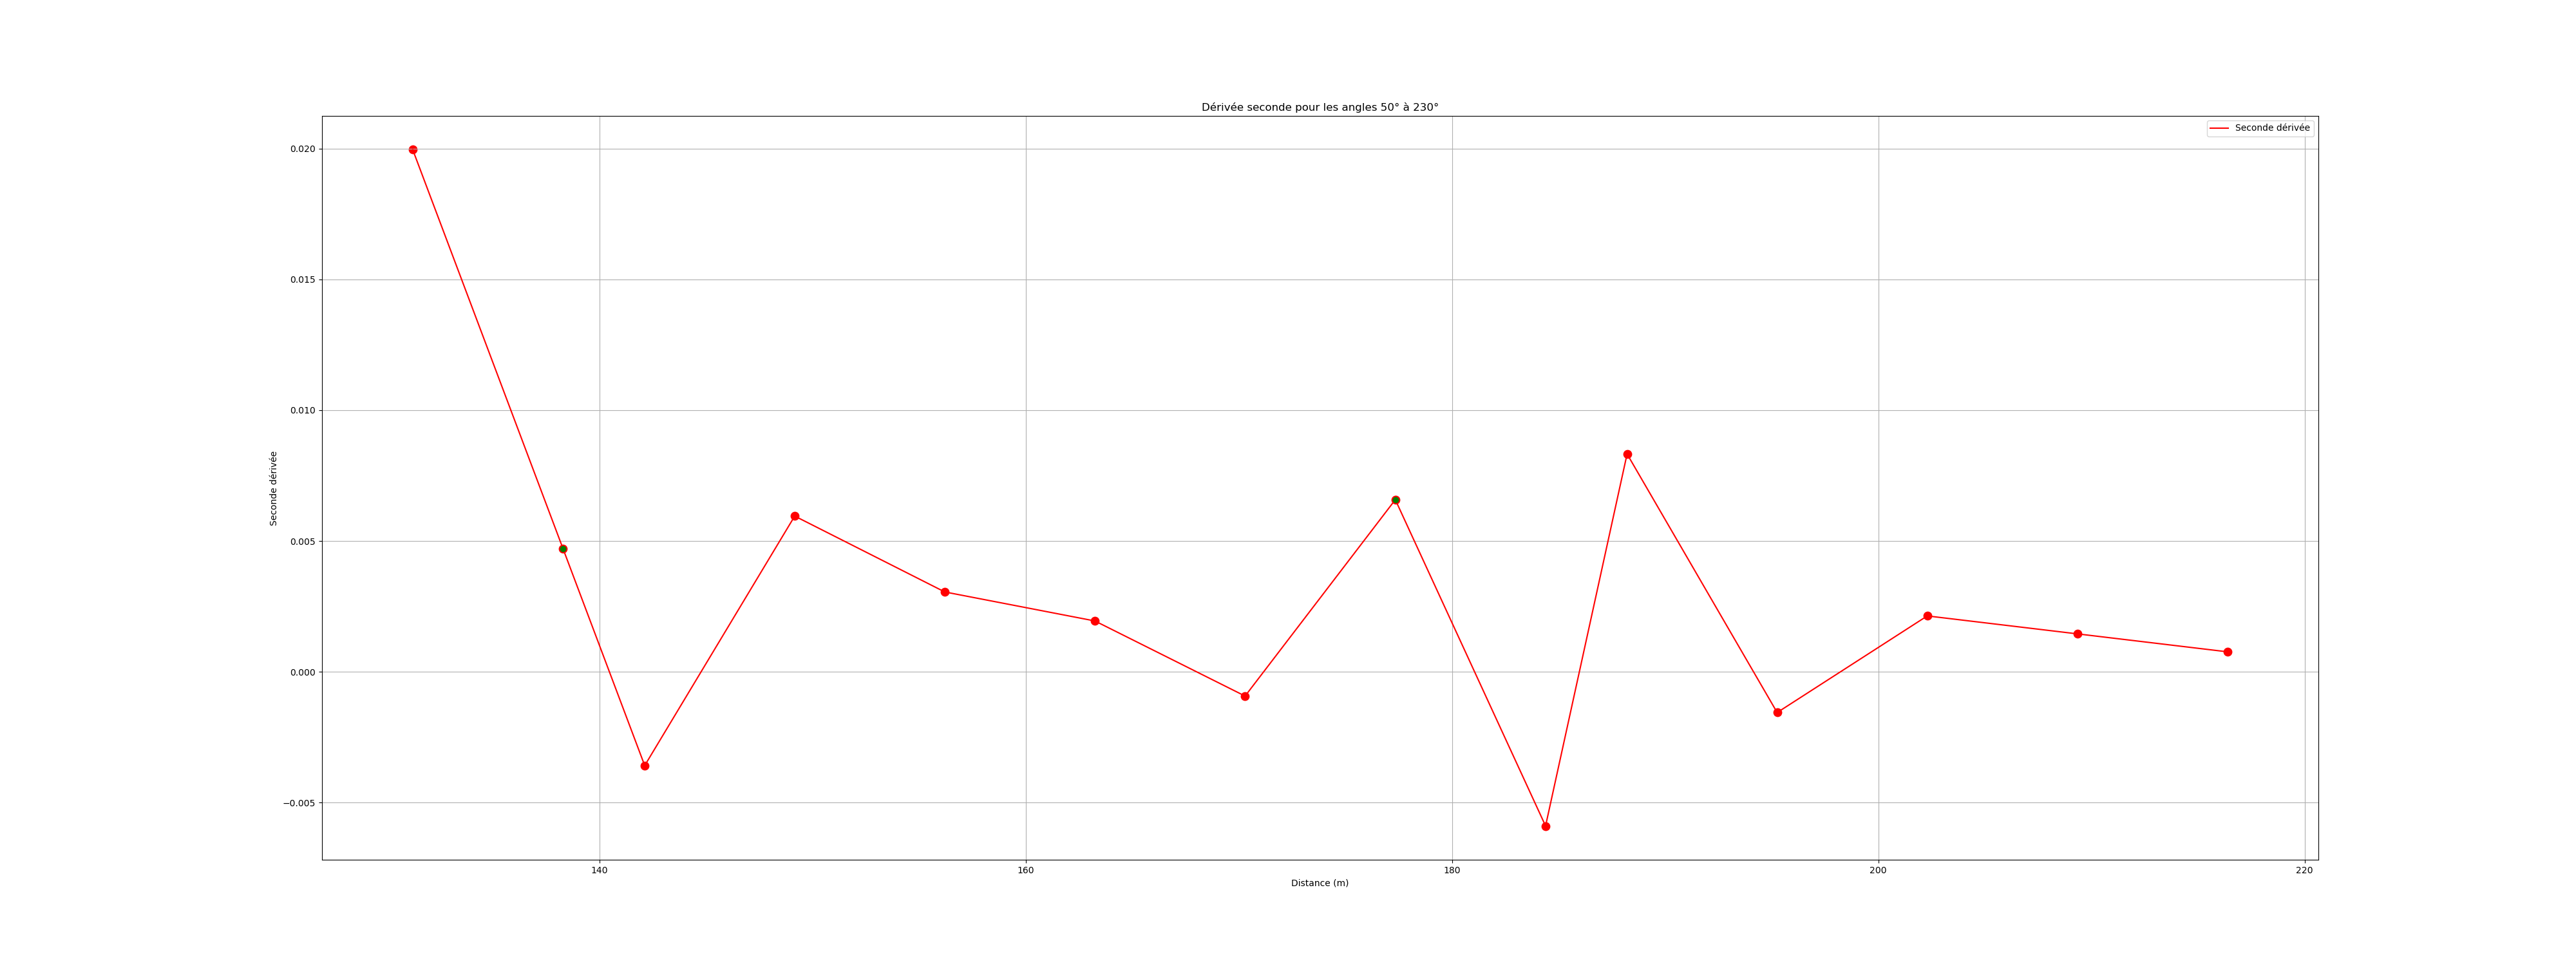 Dérivée seconde pour les angles 50° à 230°
Seconde dérivée
0.020
0.015
0.010
0.005
0.000
−0.005
Seconde dérivée
140
160
180
200
220
Distance (m)